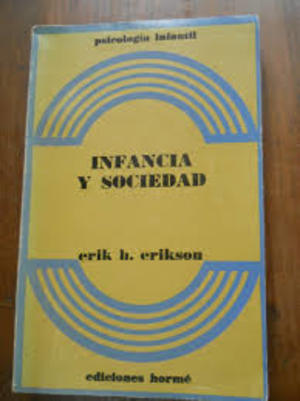 psicología infantil
INFANCIA
Y SOCIEDAD
erik h. erikson
ediciones hormé